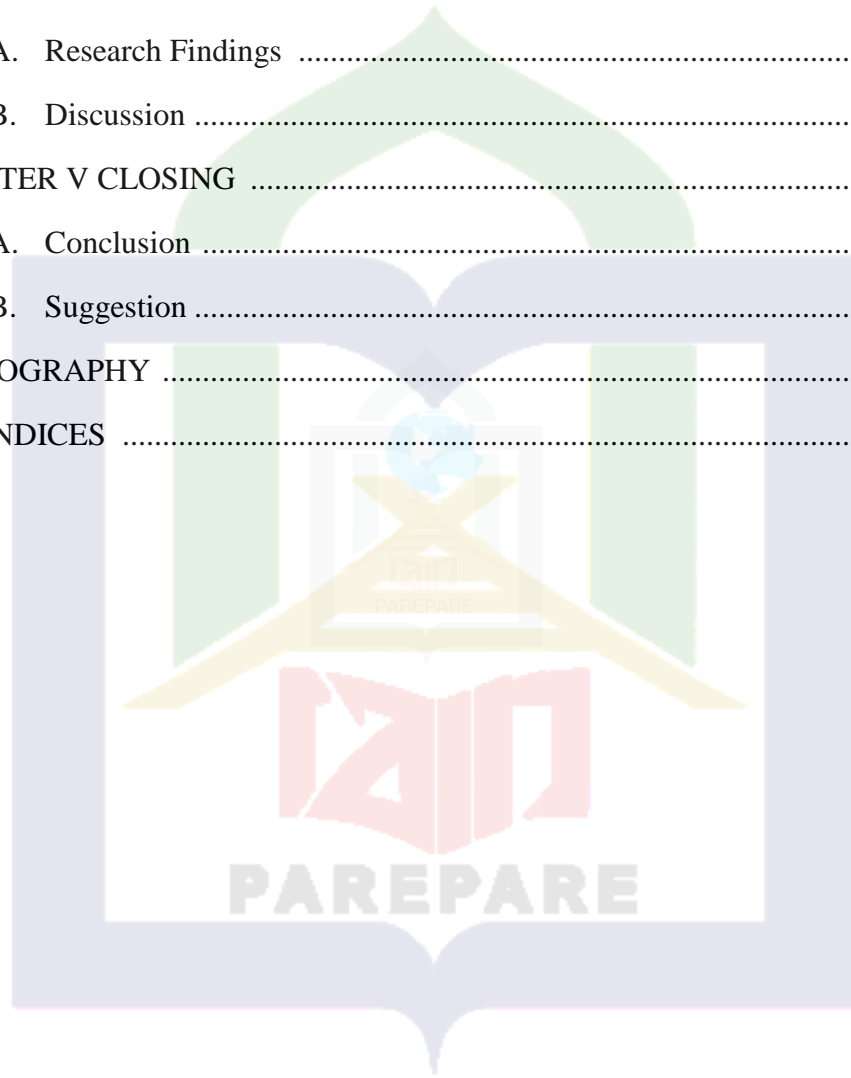 A. Research Findings ....................................................................
B. Discussion .................................................................................
TER V CLOSING ..........................................................................
A. Conclusion ................................................................................
B. Suggestion .................................................................................
OGRAPHY .....................................................................................
NDICES ..........................................................................................
PAREPARE
PAREPARE